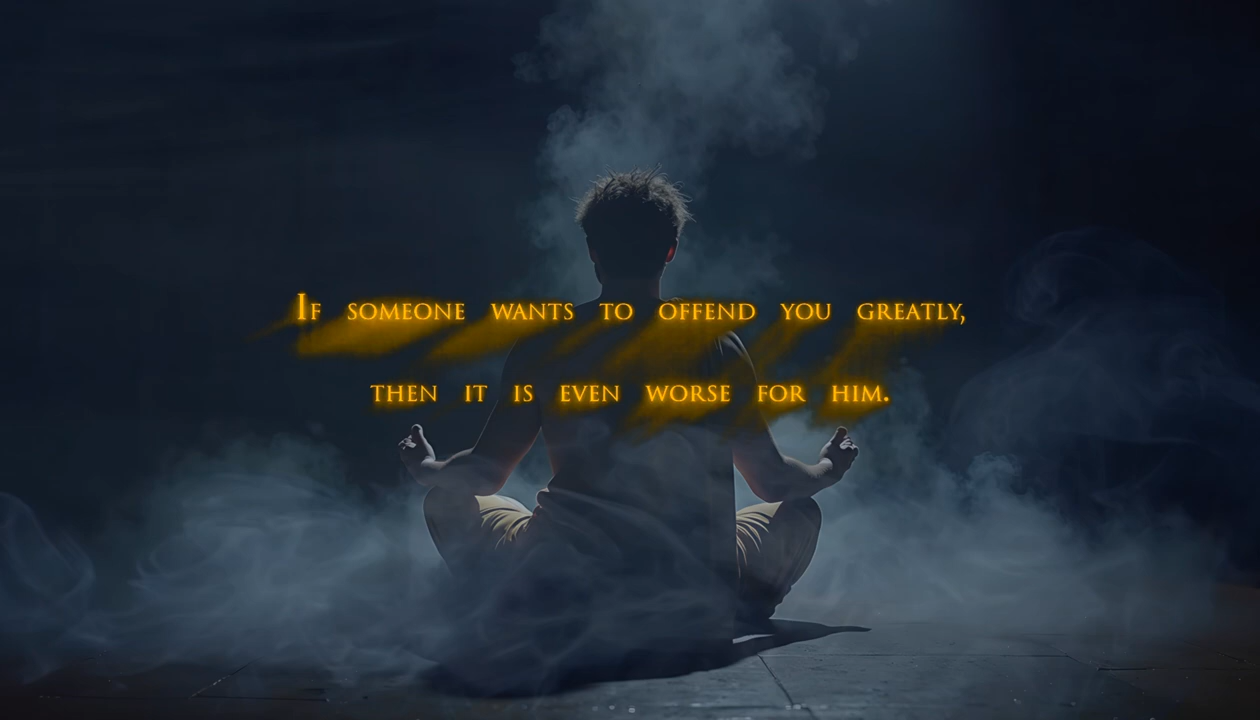 If someone wants to offend you greatly,
then it is even worse for him.